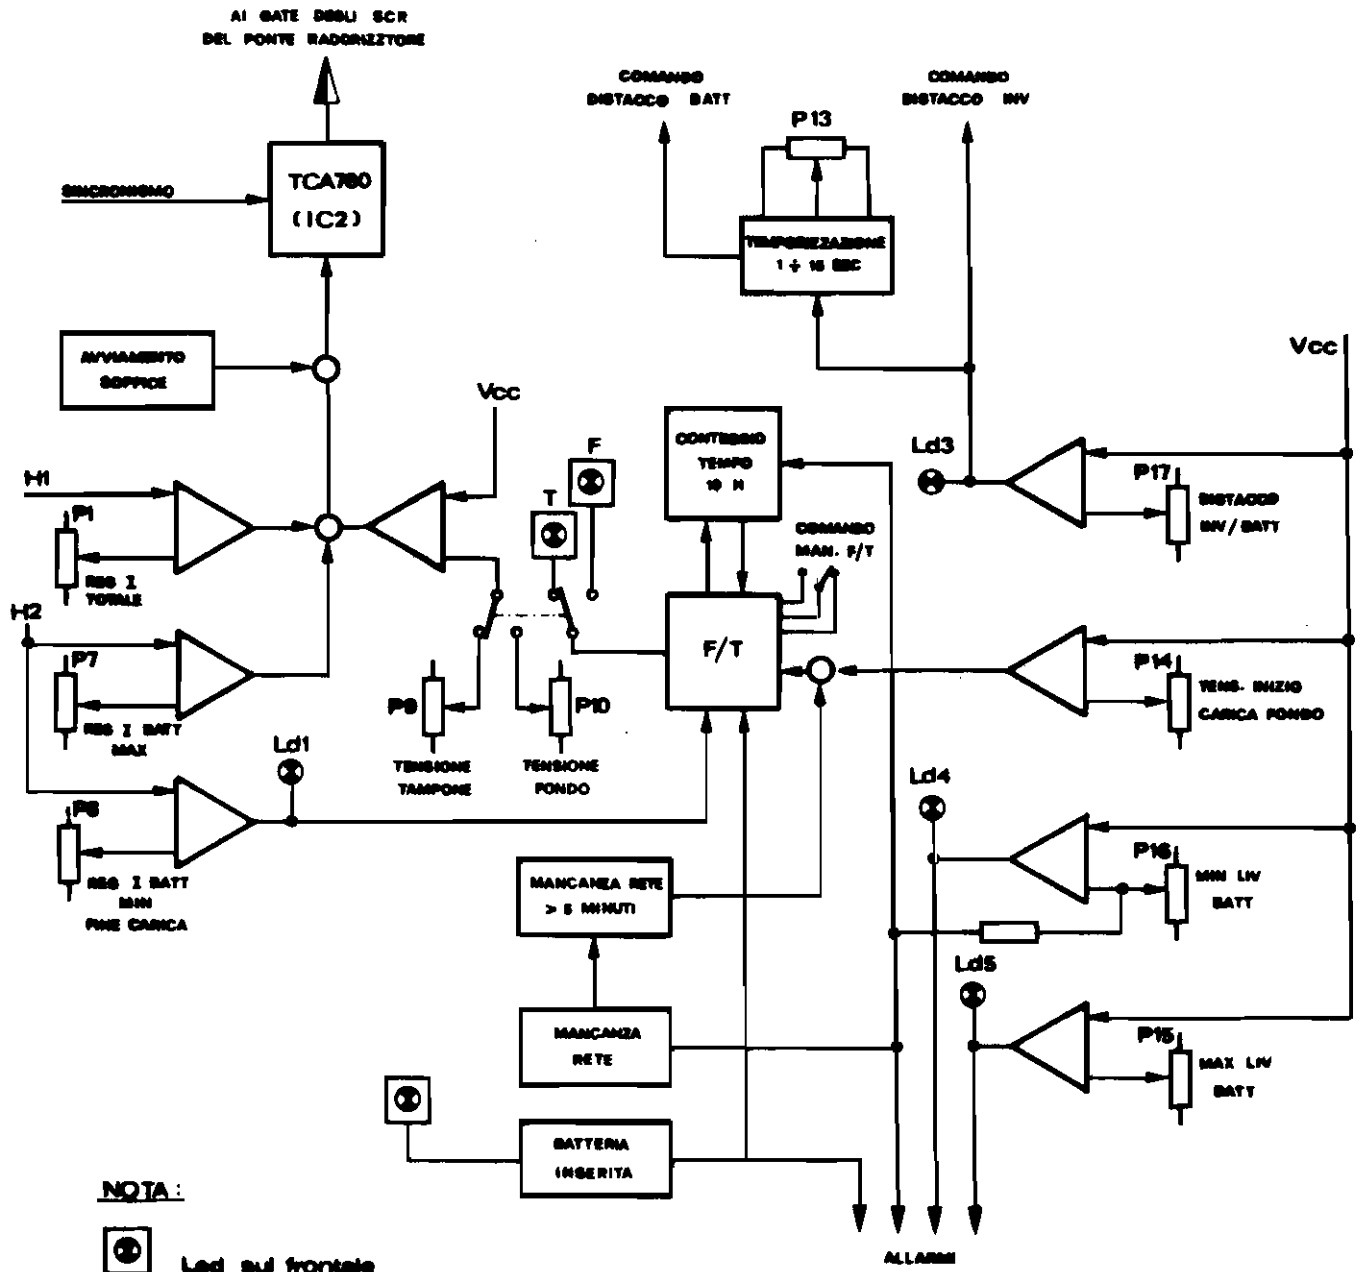 AI GATE DEGLI SCR
DEL PONTE RADDRIZZTORE
COMANDO
DISTACCO BATT
COMANDO
DISTACCO INV
P13
TCA780
(IC2)
SINCRONISMO
TEMPORIZZAZIONE
1 ÷ 15 SEC
AVVIAMENTO
SOFFICE
Vcc
Vcc
F
T
CONTEGGIO
TEMPO
10 H
Ld3
P17
DISTACCO
INV/BATT
H1
P1
REG I
TOTALE
COMANDO
MAN. F/T
H2
P7
REG I BATT
MAX
F/T
P14
TENS. INIZIO
CARICA FONDO
P9
P10
TENSIONE
TAMPONE
TENSIONE
FONDO
Ld1
Ld4
P8
REG I BATT
MIN
FINE CARICA
MANCANZA RETE
> 5 MINUTI
P16
MIN LIV
BATT
Ld5
MANCANZA
RETE
P15
MAX LIV
BATT
BATTERIA
INSERITA
NOTA :
Led sul frontale
ALLARMI